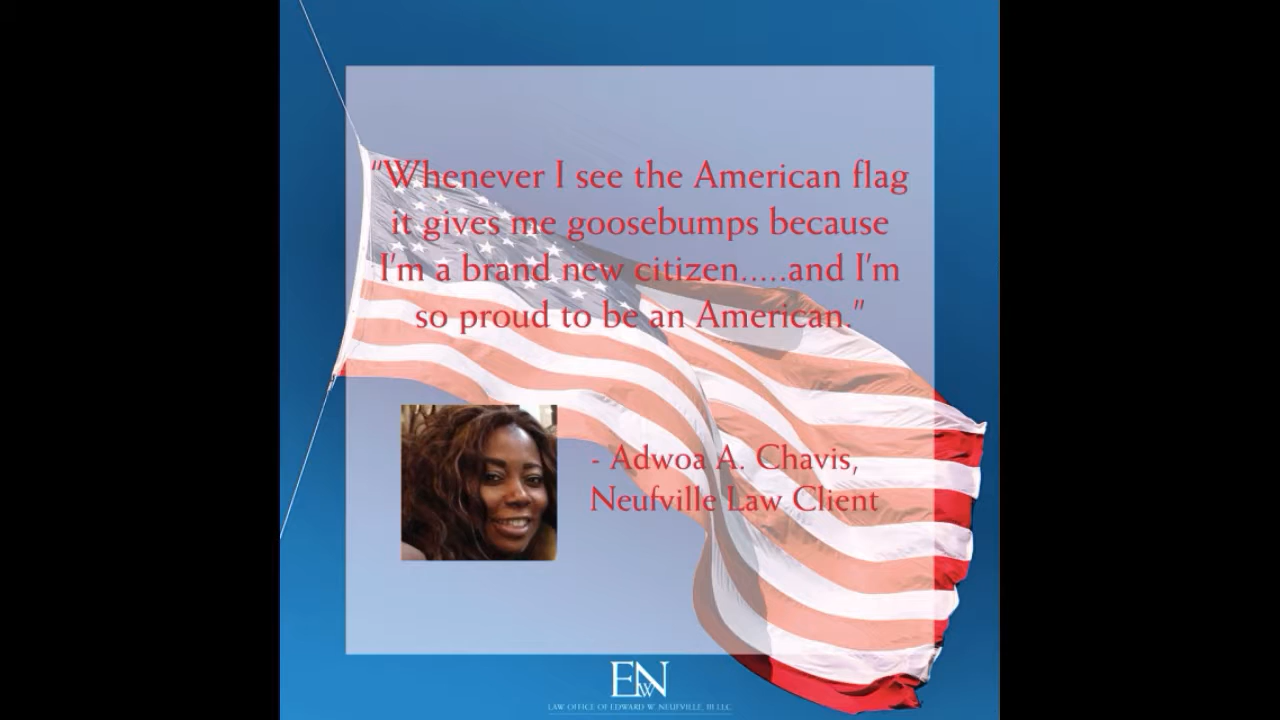 “Whenever I see the American flag
it gives me goosebumps because
I'm a brand new citizen.....and I'm
so proud to be an American.”
- Adwoa A. Chavis,
Neufville Law Client
ENW
LAW OFFICE OF EDWARD W. NEUFVILLE, III LLC